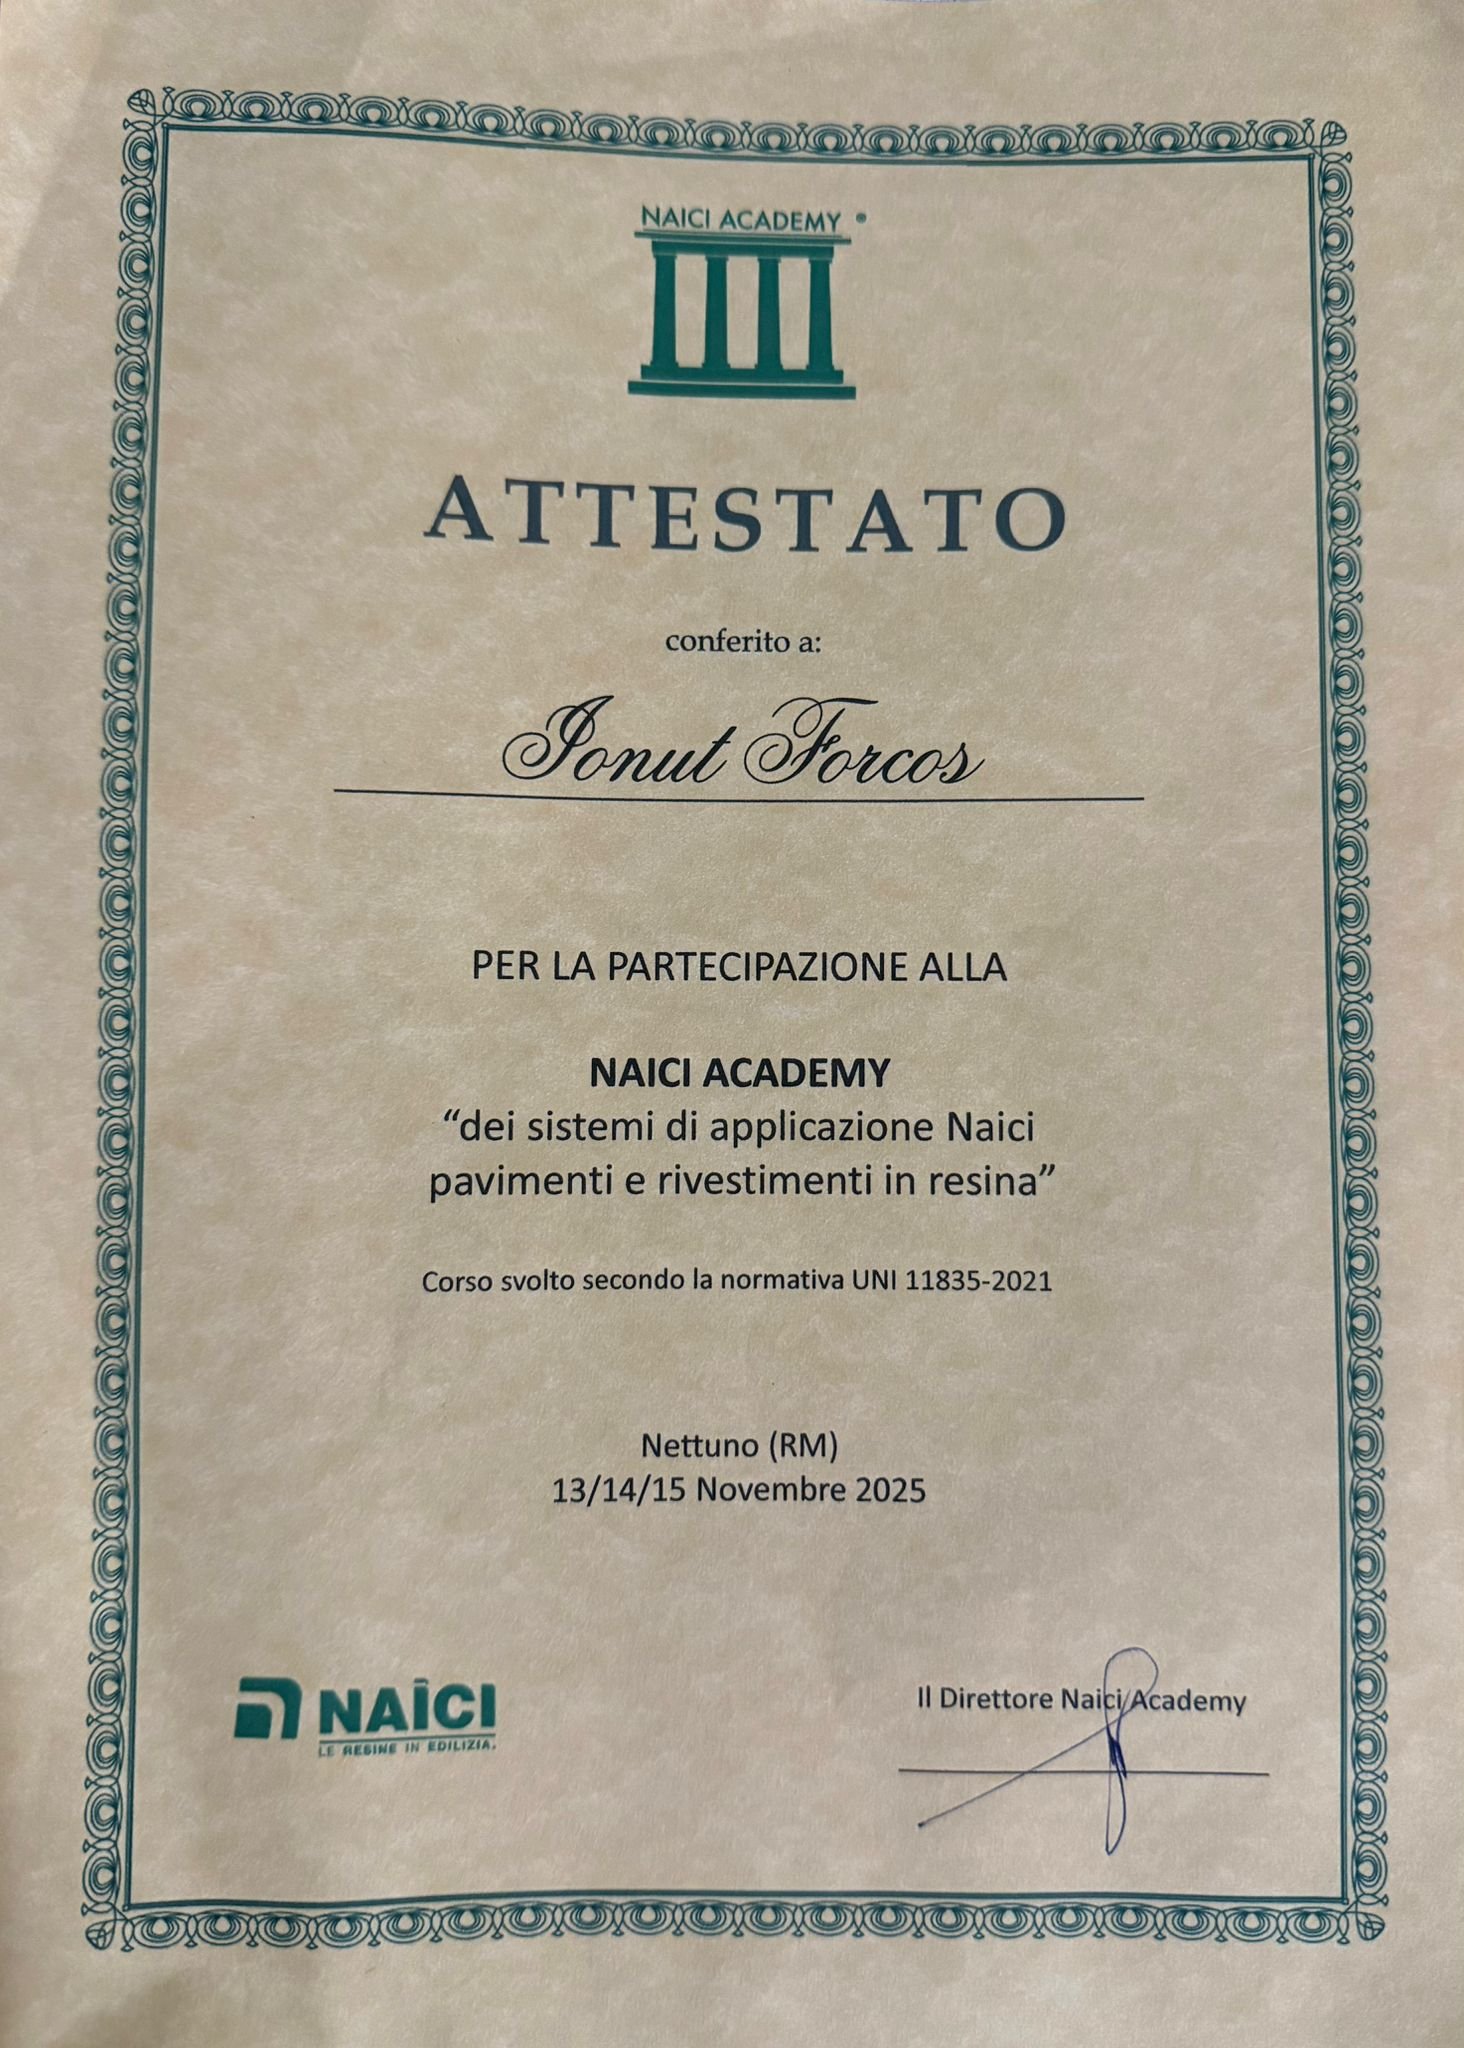 NAICI ACADEMY ®
ATTESTATO
conferito a:
Ionut Forcos
PER LA PARTECIPAZIONE ALLA
NAICI ACADEMY
“dei sistemi di applicazione Naici
pavimenti e rivestimenti in resina”
Corso svolto secondo la normativa UNI 11835-2021
Nettuno (RM)
13/14/15 Novembre 2025
NAÎCI
LE RESINE IN EDILIZIA.
Il Direttore Naici Academy